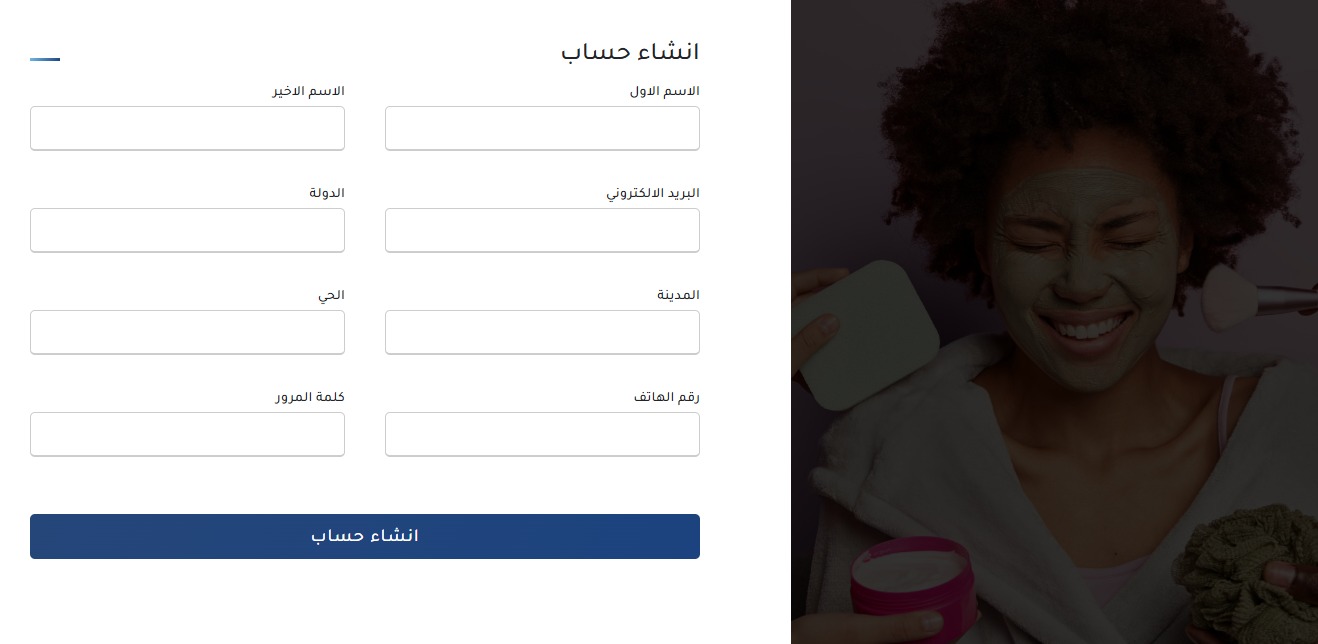 انشاء حساب
الاسم الاول
الاسم الاخير
البريد الالكتروني
الدولة
المدينة
الحي
رقم الهاتف
كلمة المرور
انشاء حساب